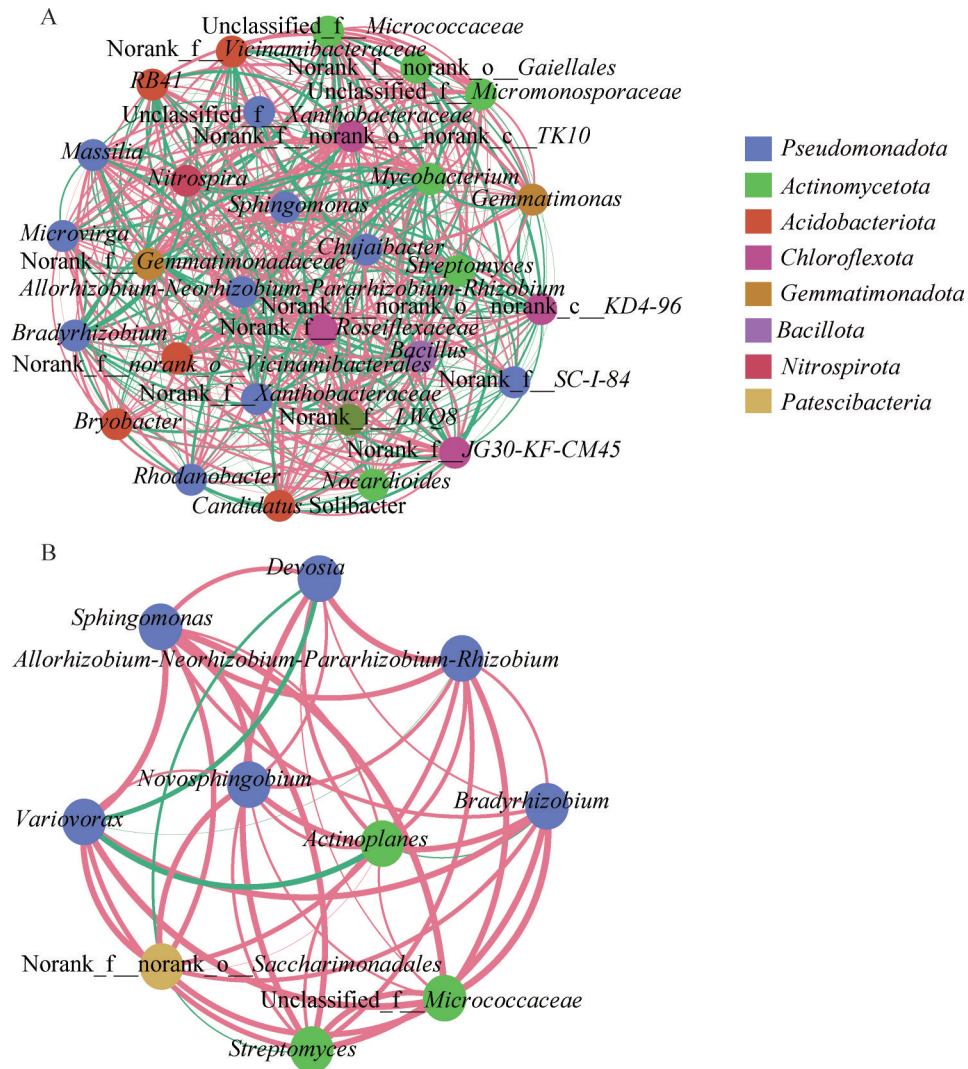 A
Unclassified_f__Micrococcaceae
Norank_f__Vicinamibacteraceae
Norank_f__norank_o__Gaiellales
RB41
Unclassified_f__Micromonosporaceae
Unclassified_f__Xanthobacteraceae
Norank_f__norank_o__norank_c__TK10
Massilia
Nitrospira
Mycobacterium
Gemmatimonas
Sphingomonas
Microvirga
Chujaibacter
Norank_f__Gemmatimonadaceae
Streptomyces
Allorhizobium-Neorhizobium-Pararhizobium-Rhizobium
Norank_f__norank_o__norank_c__KD4-96
Bradyrhizobium
Norank_f__Roseiflexaceae
Norank_f__norank_o__Vicinamibacterales
Bacillus
Norank_f__SC-I-84
Norank_f__Xanthobacteraceae
Bryobacter
Norank_f__LWQ8
Norank_f__JG30-KF-CM45
Rhodanobacter
Nocardioides
Candidatus Solibacter
Pseudomonadota
Actinomycetota
Acidobacteriota
Chloroflexota
Gemmatimonadota
Bacillota
Nitrospirota
Patescibacteria
B
Devosia
Sphingomonas
Allorhizobium-Neorhizobium-Pararhizobium-Rhizobium
Novosphingobium
Bradyrhizobium
Variovorax
Actinoplanes
Norank_f__norank_o__Saccharimonadales
Unclassified_f__Micrococcaceae
Streptomyces